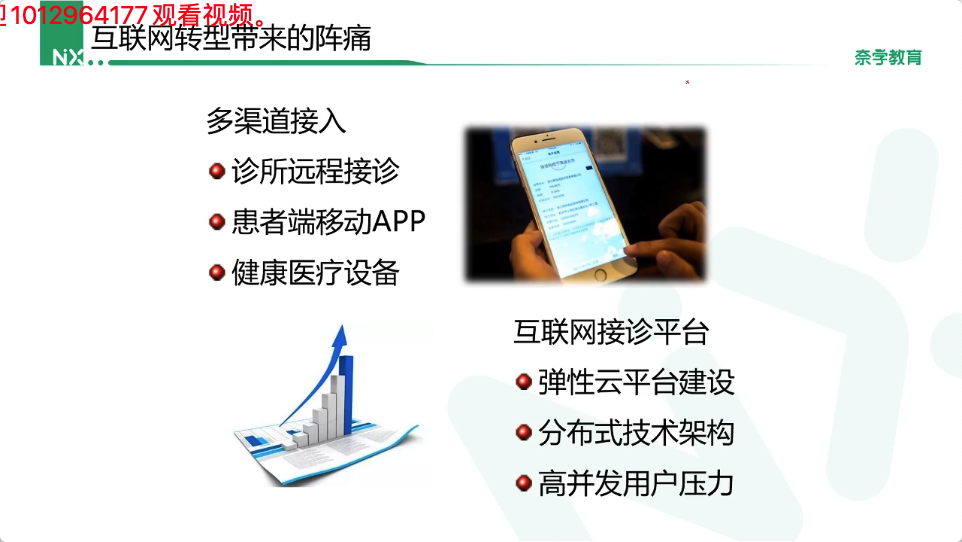 1012964177 观看视频。
互联网转型带来的阵痛
NX
奈学教育
多渠道接入
诊所远程接诊
患者端移动APP
健康医疗设备
互联网接诊平台
弹性云平台建设
分布式技术架构
高并发用户压力